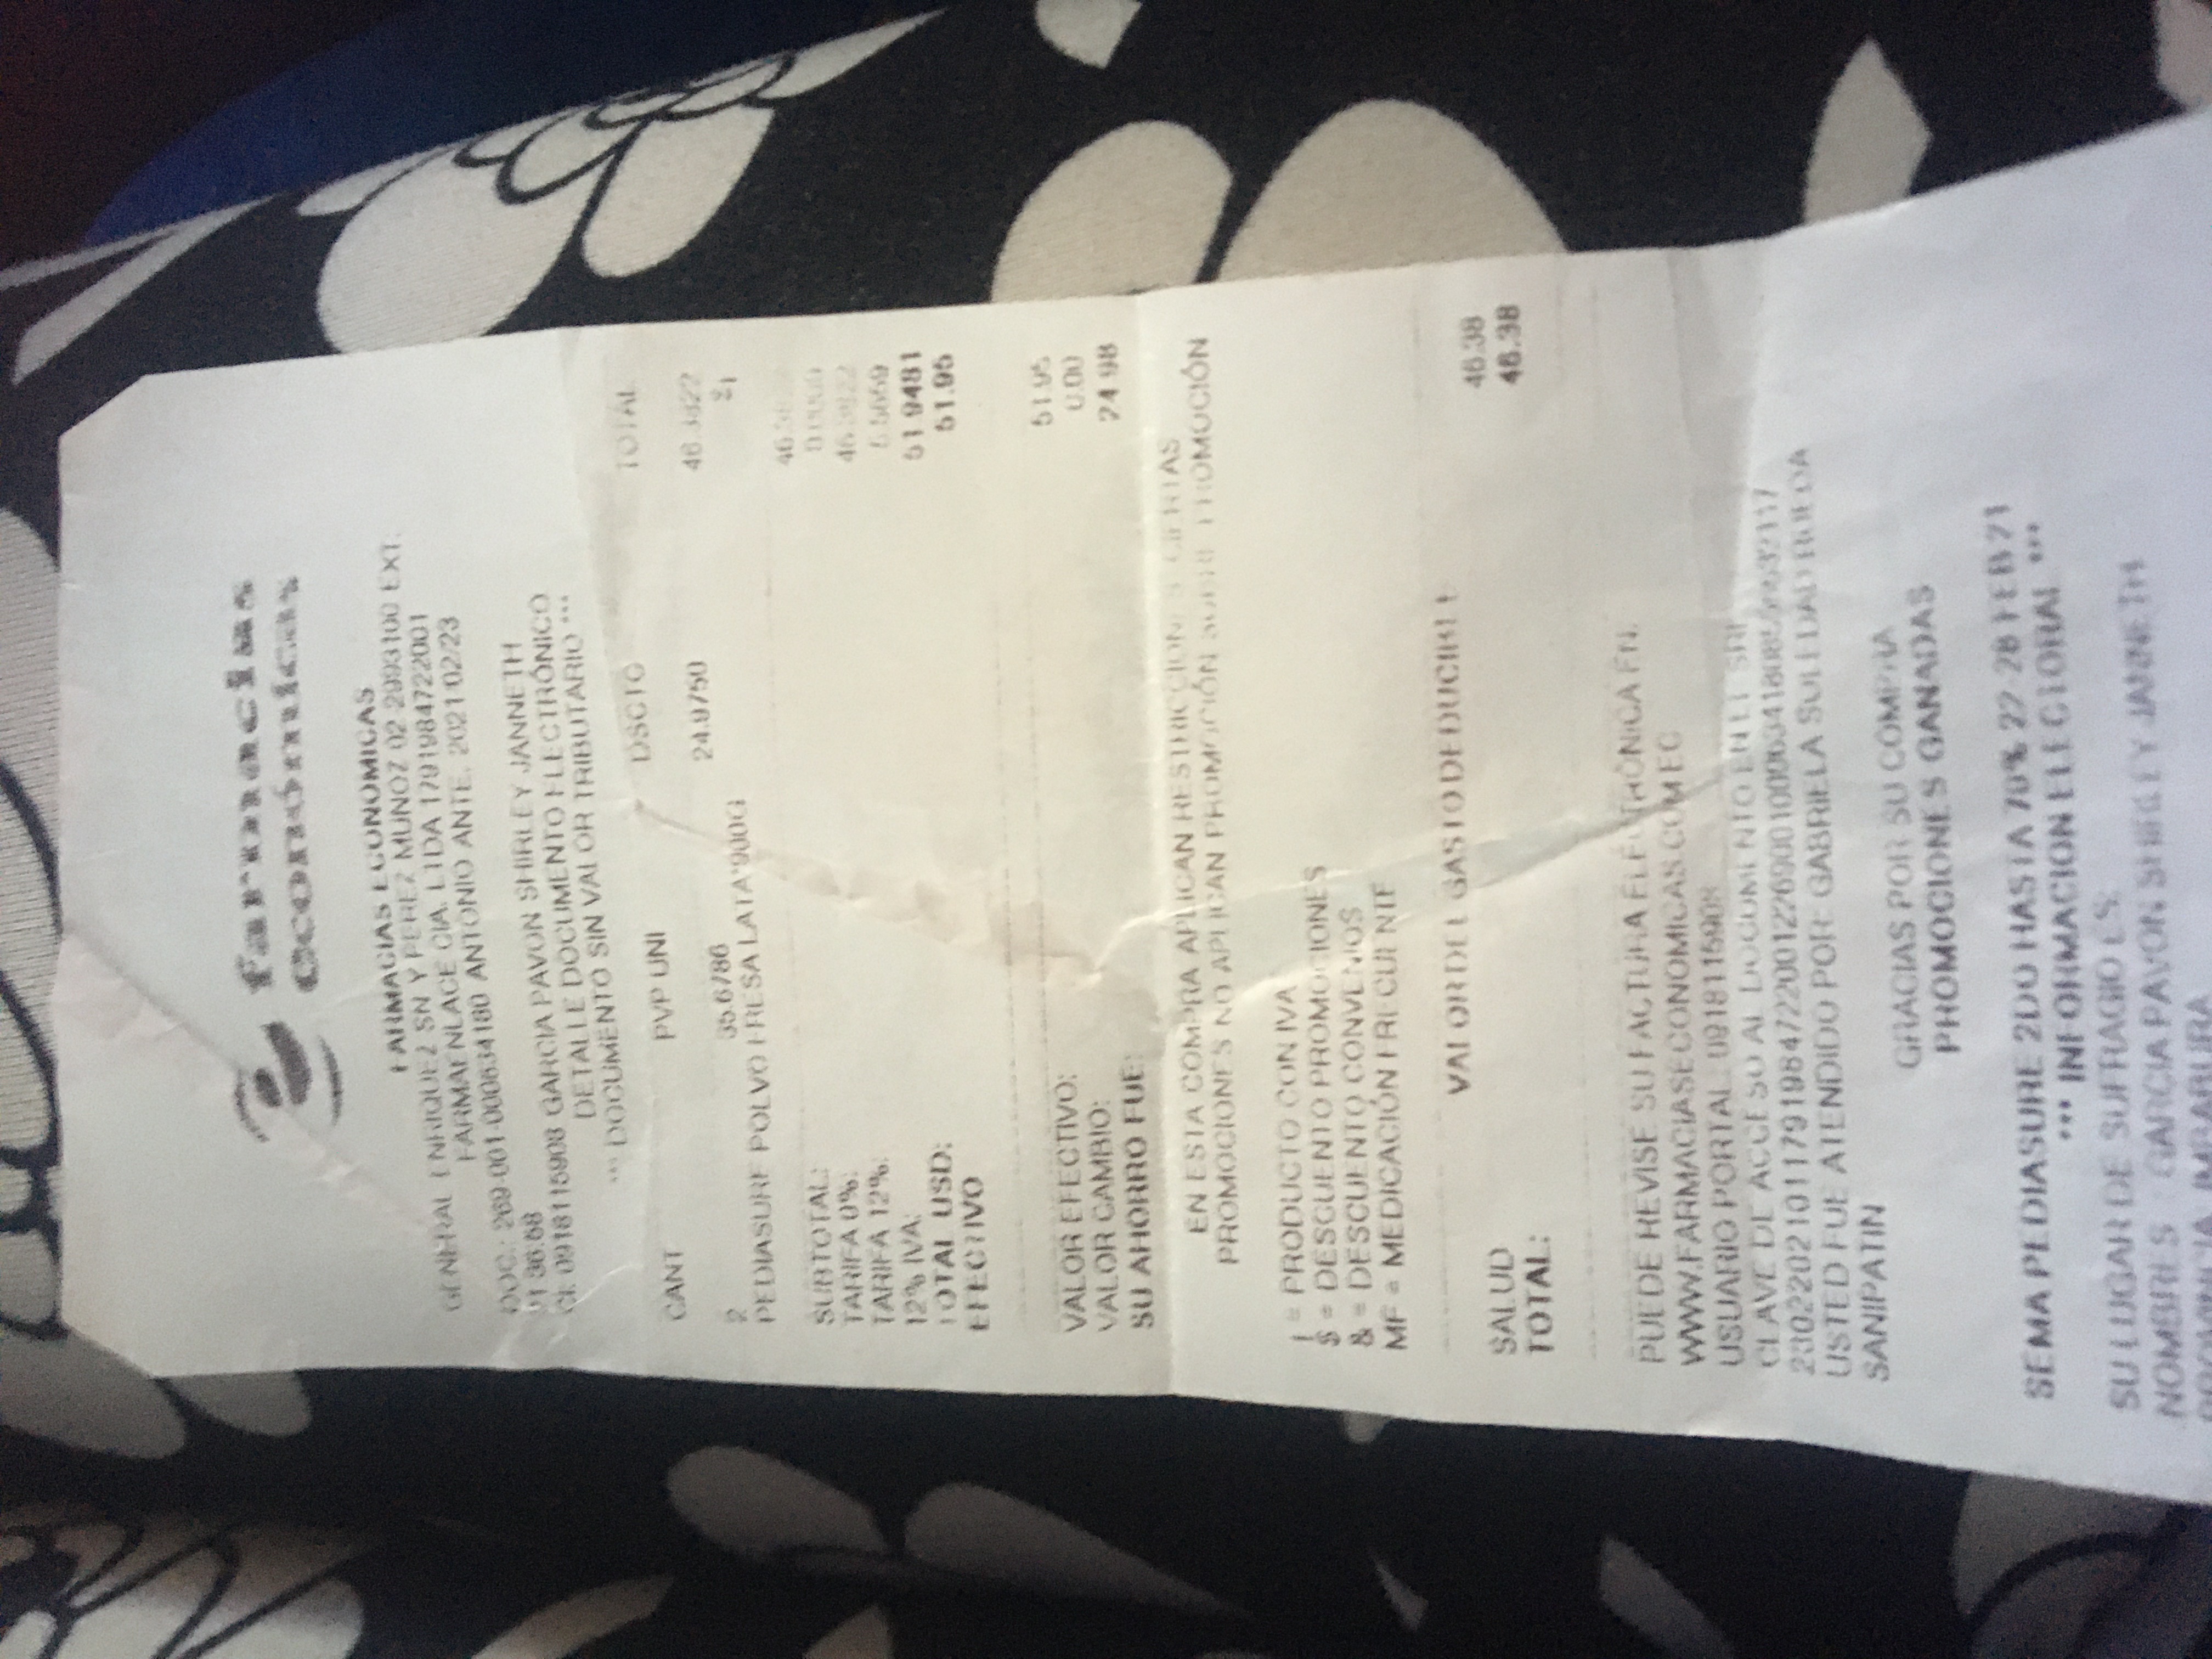 farmacias
económicas
FARMACIAS ECONOMICAS
GENERAL ENRIQUEZ SN Y PEREZ MUNOZ 02-2993100 EXT.
FARMAENLACE CIA. LTDA 1791984722001
DOC.: 269-001-000634180 ANTONIO ANTE, 2021/02/23
21:36:58
CI: 0918115908 GARCIA PAVON SHIRLEY JANNETH
DETALLE DOCUMENTO ELECTRÓNICO
*** DOCUMENTO SIN VALOR TRIBUTARIO ***
CANT PVP UNI DSCTO TOTAL
2 35.6786 24.9750 46.3822
PEDIASURE POLVO FRESA LATA*900G $¡
SUBTOTAL: 46.3822
TARIFA 0%: 0.0000
TARIFA 12%: 46.3822
12% IVA: 5.5659
TOTAL USD: 51.9481
EFECTIVO 51.95
VALOR EFECTIVO: 51.95
VALOR CAMBIO: 0.00
SU AHORRO FUE: 24.98
EN ESTA COMPRA APLICAN RESTRICCIONES. CIERTAS
PROMOCIONES NO APLICAN PROMOCIÓN SOBRE PROMOCIÓN
¡ = PRODUCTO CON IVA
$ = DESCUENTO PROMOCIONES
& = DESCUENTO CONVENIOS
MF = MEDICACIÓN FRECUENTE
VALOR DEL GASTO DEDUCIBLE
SALUD 46.38
TOTAL: 46.38
PUEDE REVISE SU FACTURA ELECTRÓNICA EN:
WWW.FARMACIASECONOMICAS.COM.EC
USUARIO PORTAL: 0918115908
CLAVE DE ACCESO AL DOCUMENTO EN EL SRI
USTED FUE ATENDIDO POR: GABRIELA SOLEDAD RUEDA
SANIPATIN
GRACIAS POR SU COMPRA
PROMOCIONES GANADAS
SEMA PEDIASURE 2DO HASTA 70% 22-28 FEB 21
*** INFORMACION ELECTORAL ***
SU LUGAR DE SUFRAGIO ES:
NOMBRES : GARCIA PAVON SHIRLEY JANNETH
PROVINCIA: IMBABURA